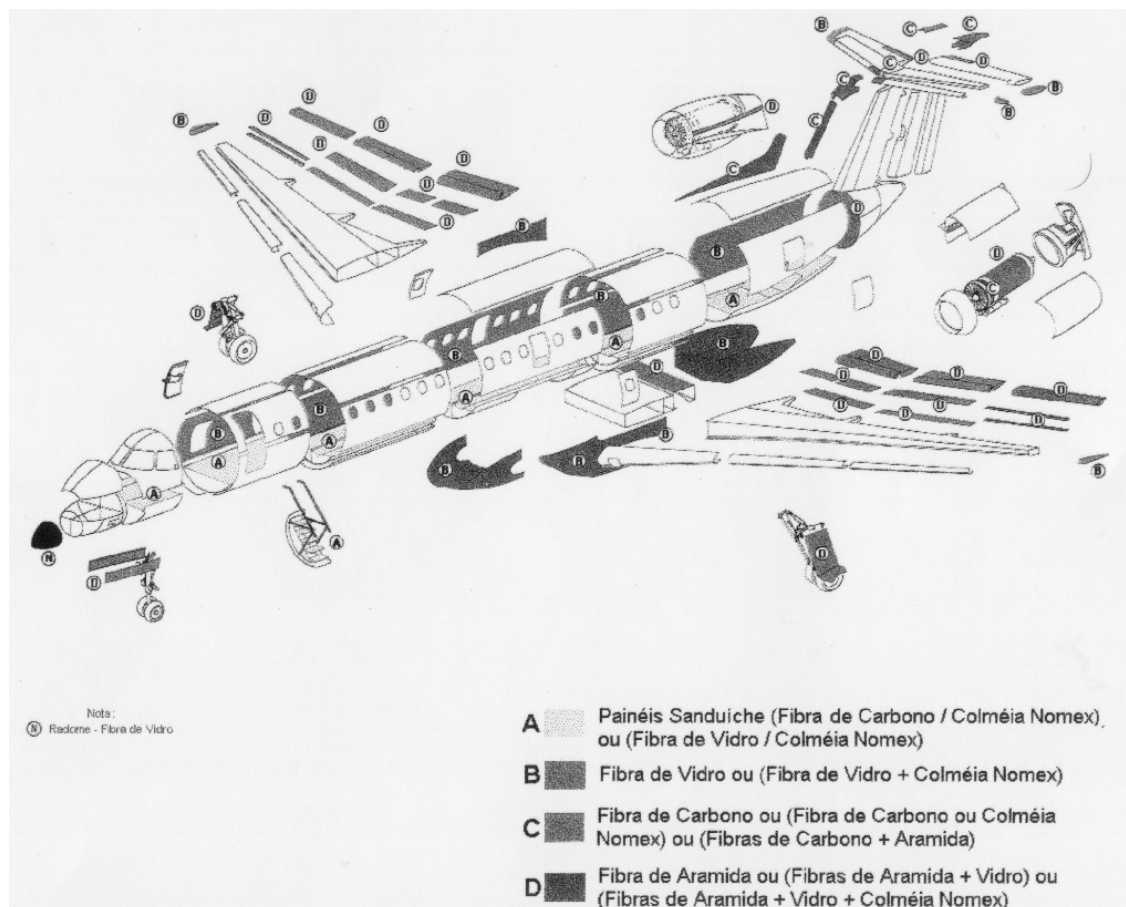 B
C
C
D
D
C
C
B
D
D
B
B
D
C
D
D
D
C
D
D
B
D
B
D
C
B
A
D
A
B
B
D
D
D
D
D
A
D
D
B
D
D
B
A
D
A
B
B
B
A
A
D
N
D
Nota :
N Radome - Fibra de Vidro
A Painéis Sanduíche (Fibra de Carbono / Colméia Nomex)
ou (Fibra de Vidro / Colméia Nomex)
B Fibra de Vidro ou (Fibra de Vidro + Colméia Nomex)
C Fibra de Carbono ou (Fibra de Carbono ou Colméia
Nomex) ou (Fibras de Carbono + Aramida)
D Fibra de Aramida ou (Fibras de Aramida + Vidro) ou
(Fibras de Aramida + Vidro + Colméia Nomex)